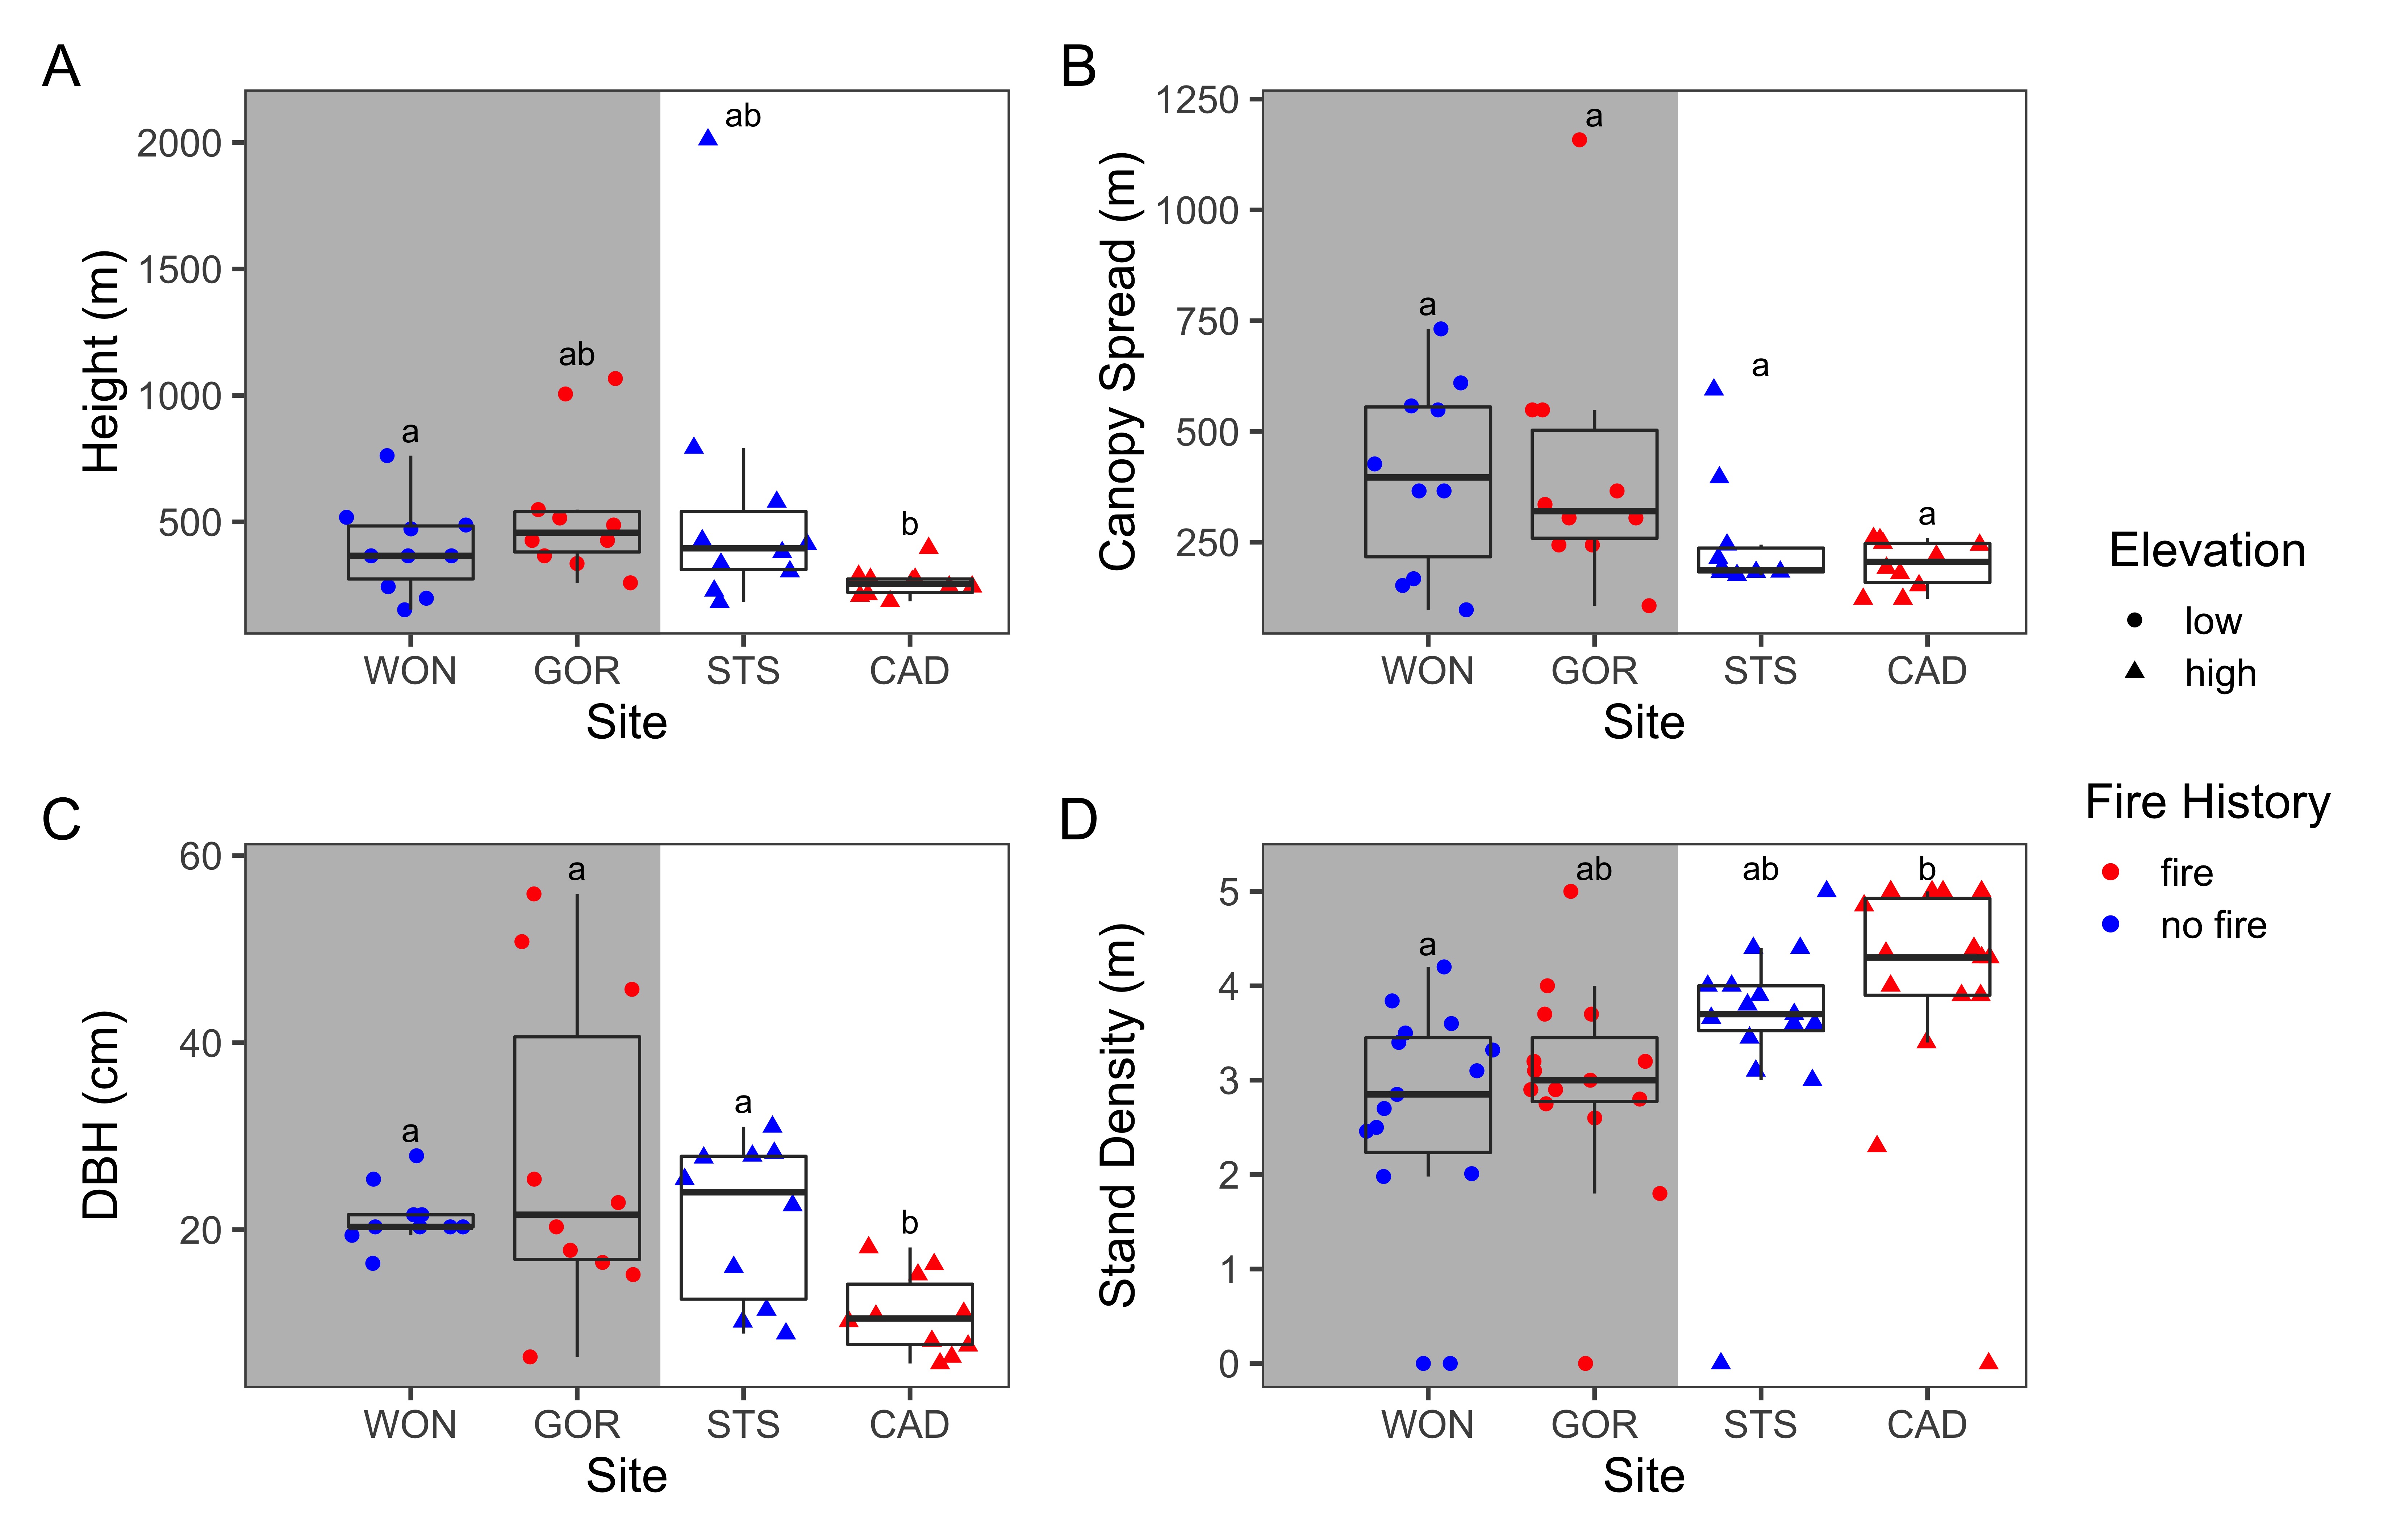 A
Height (m)
2000
1500
1000
500
a
ab
ab
b
WON GOR STS CAD
Site
B
Canopy Spread (m)
1250
1000
750
500
250
a
a
a
a
WON GOR STS CAD
Site
Elevation
low
high
Fire History
fire
no fire
C
DBH (cm)
60
40
20
a
a
a
b
WON GOR STS CAD
Site
D
Stand Density (m)
5
4
3
2
1
0
a
ab
ab
b
WON GOR STS CAD
Site